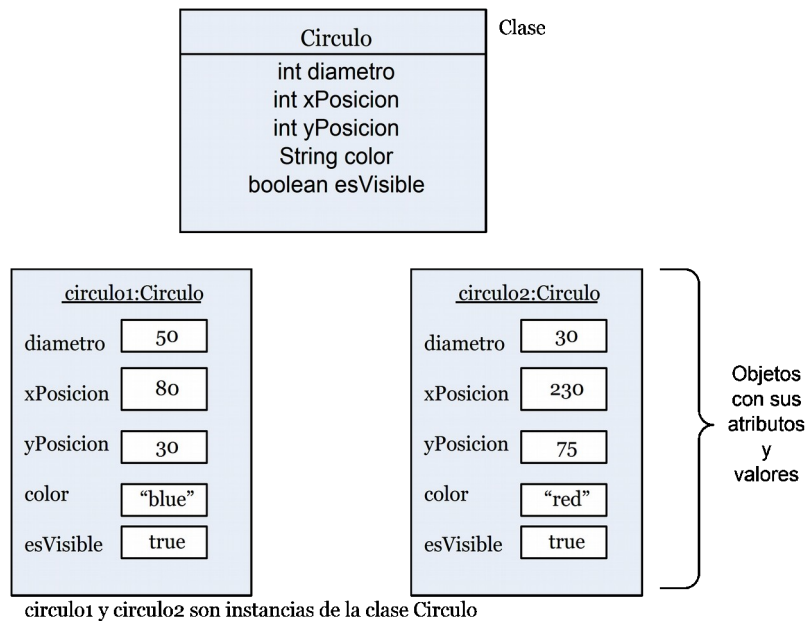 Circulo
Clase
int diametro
int xPosicion
int yPosicion
String color
boolean esVisible
circulo1:Circulo
diametro 50
xPosicion 80
yPosicion 30
color “blue”
esVisible true
circulo2:Circulo
diametro 30
xPosicion 230
yPosicion 75
color “red”
esVisible true
Objetos
con sus
atributos
y
valores
circulo1 y circulo2 son instancias de la clase Circulo